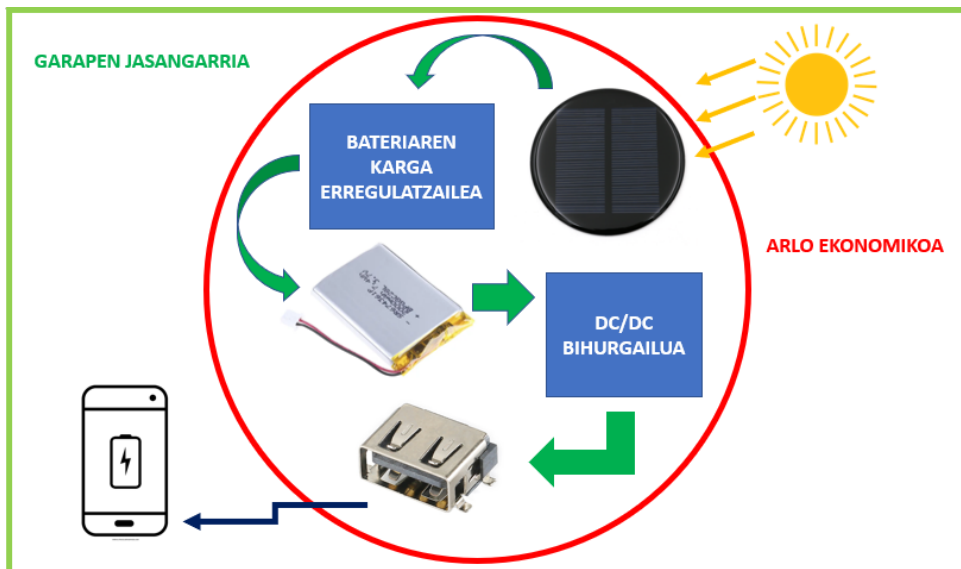 GARAPEN JASANGARRIA
BATERIAREN
KARGA
ERREGULATZAILEA
ARLO EKONOMIKOA
DC/DC
BIHURGAILUA